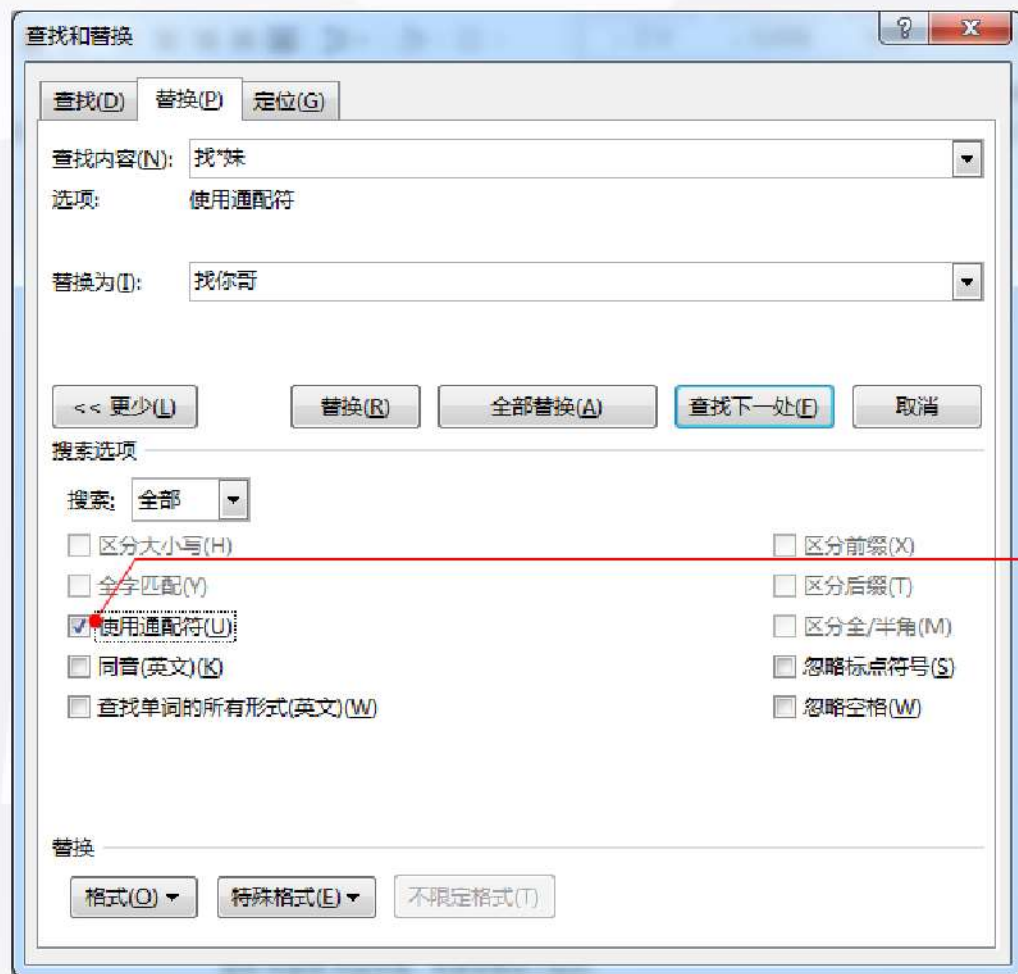 查找和替换
查找(D) 替换(P) 定位(G)
查找内容(N): 找*妹
选项: 使用通配符
替换为(I): 找你哥
<< 更少(L) 替换(R) 全部替换(A) 查找下一处(F) 取消
搜索选项
搜索: 全部
区分大小写(H) 区分前缀(X)
全字匹配(Y) 区分后缀(T)
使用通配符(U) 区分全/半角(M)
同音(英文)(K) 忽略标点符号(S)
查找单词的所有形式(英文)(W) 忽略空格(W)
替换
格式(O) 特殊格式(E) 不限定格式(T)